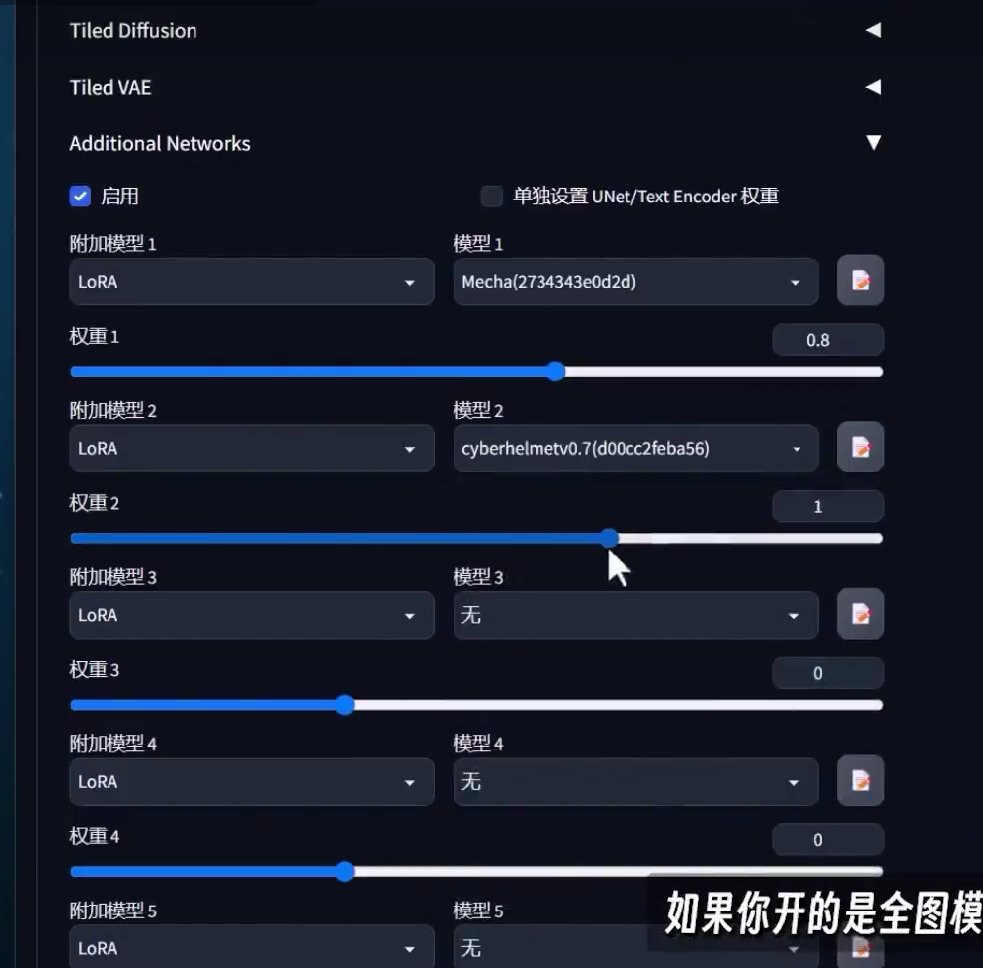 Tiled Diffusion
Tiled VAE
Additional Networks
启用 单独设置 UNet/Text Encoder 权重
附加模型 1 模型 1
LoRA Mecha(2734343e0d2d)
权重 1 0.8
附加模型 2 模型 2
LoRA cyberhelmetv0.7(d00cc2feba56)
权重 2 1
附加模型 3 模型 3
LoRA 无
权重 3 0
附加模型 4 模型 4
LoRA 无
权重 4 0
附加模型 5 模型 5
LoRA 无
如果你开的是全图模